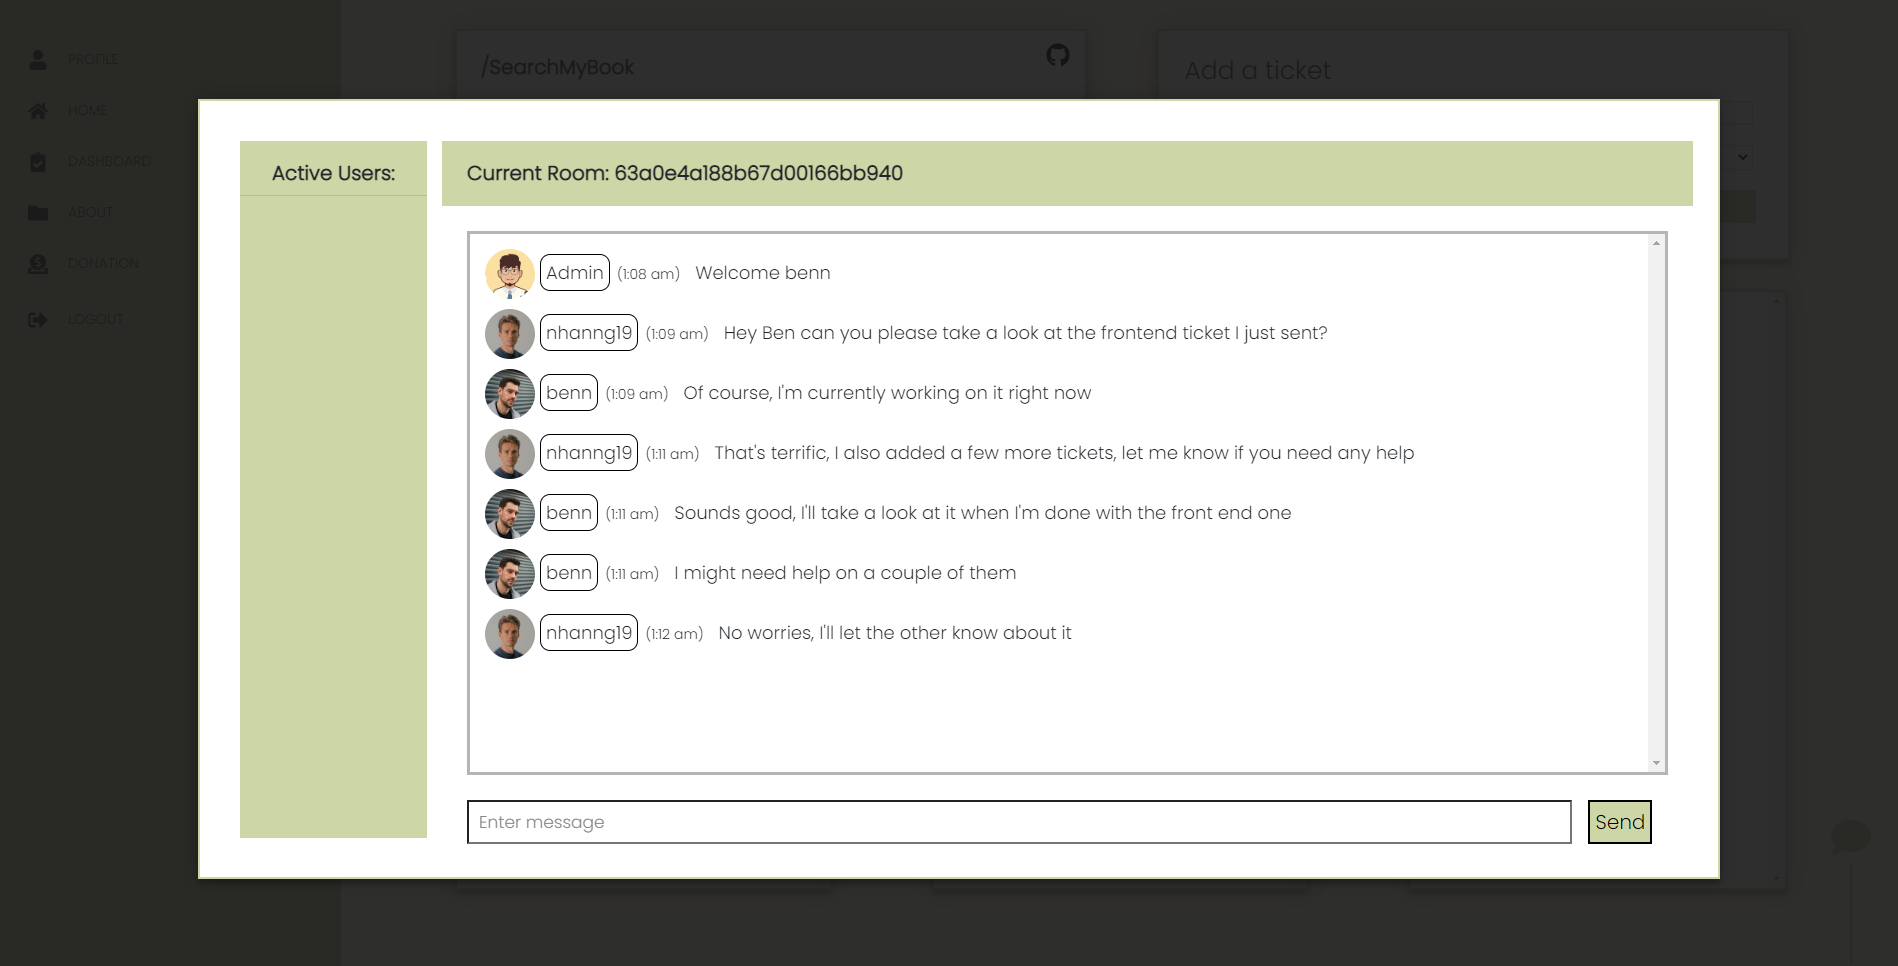 PROFILE
HOME
DASHBOARD
ABOUT
DONATION
LOGOUT
/SearchMyBook
Add a ticket
Active Users:
Current Room: 63a0e4a188b67d00166bb940
Admin (1:08 am) Welcome benn
nhanng19 (1:09 am) Hey Ben can you please take a look at the frontend ticket I just sent?
benn (1:09 am) Of course, I'm currently working on it right now
nhanng19 (1:11 am) That's terrific, I also added a few more tickets, let me know if you need any help
benn (1:11 am) Sounds good, I'll take a look at it when I'm done with the front end one
benn (1:11 am) I might need help on a couple of them
nhanng19 (1:12 am) No worries, I'll let the other know about it
Enter message
Send